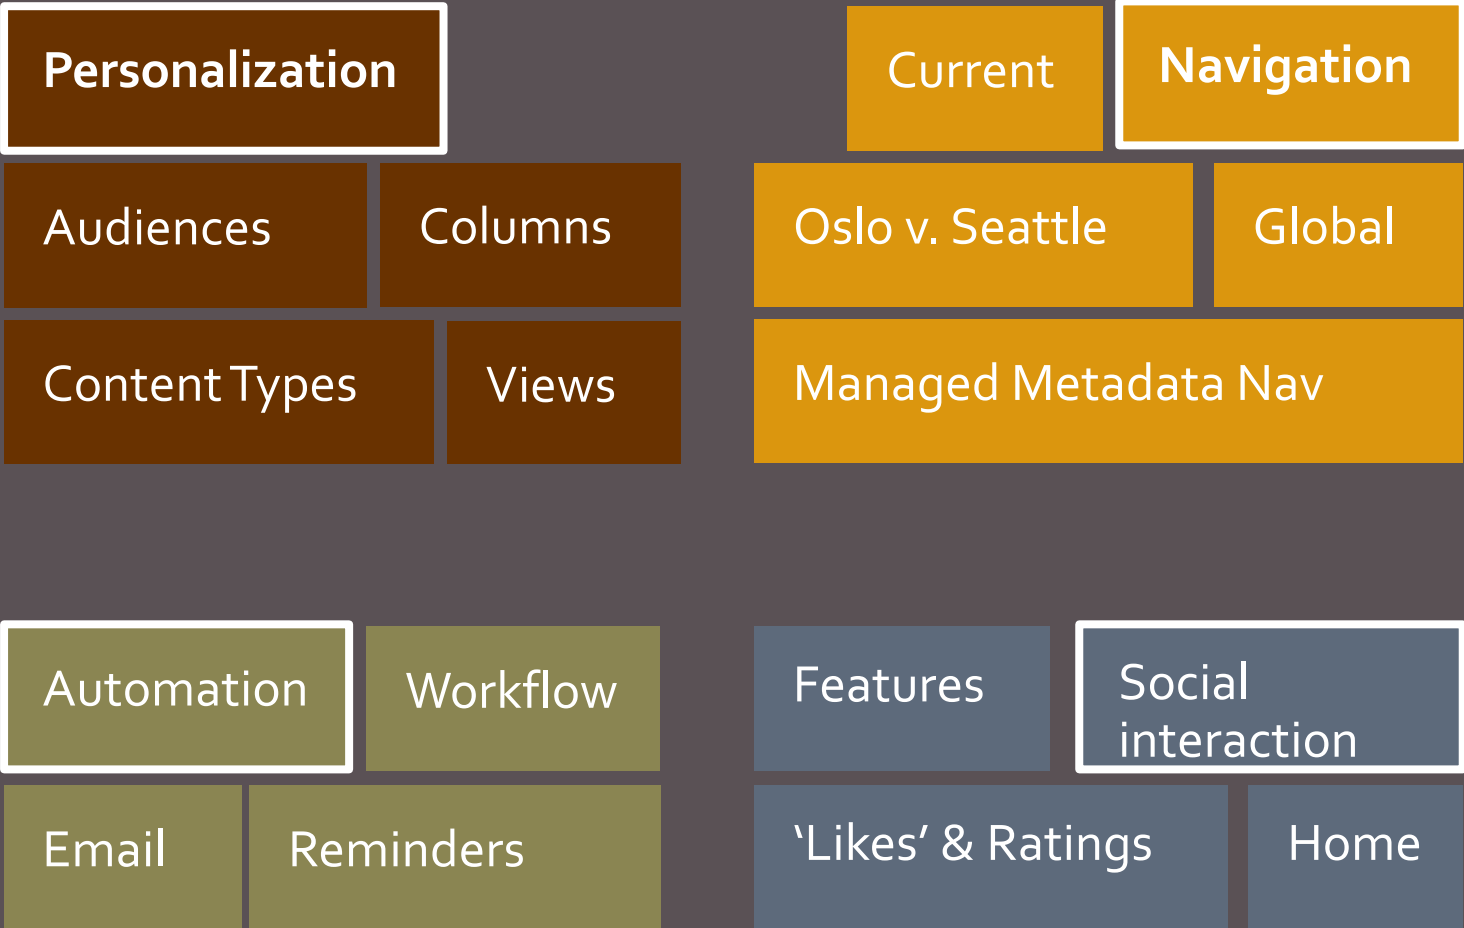 Personalization
Audiences
Columns
Content Types
Views
Current
Navigation
Oslo v. Seattle
Global
Managed Metadata Nav
Automation
Workflow
Email
Reminders
Features
Social
interaction
‘Likes’ & Ratings
Home